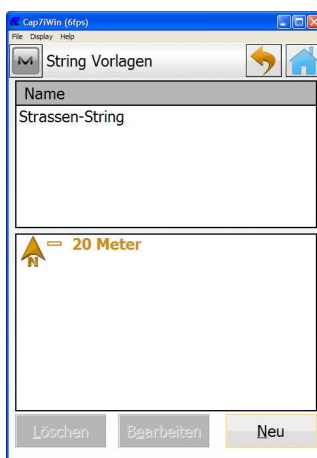 Cap7iWin (6fps)
File Display Help
String Vorlagen
Name
Strassen-String
20 Meter
N
Löschen Bearbeiten Neu